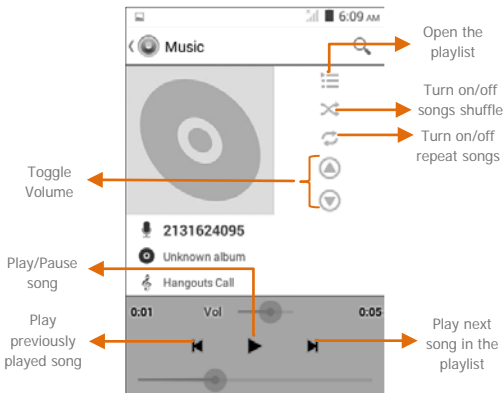 6:09 AM
Music
Open the
playlist
Turn on/off
songs shuffle
Turn on/off
repeat songs
Toggle
Volume
2131624095
Unknown album
Hangouts Call
Play/Pause
song
0:01 Vol 0:05
Play
previously
played song
Play next
song in the
playlist